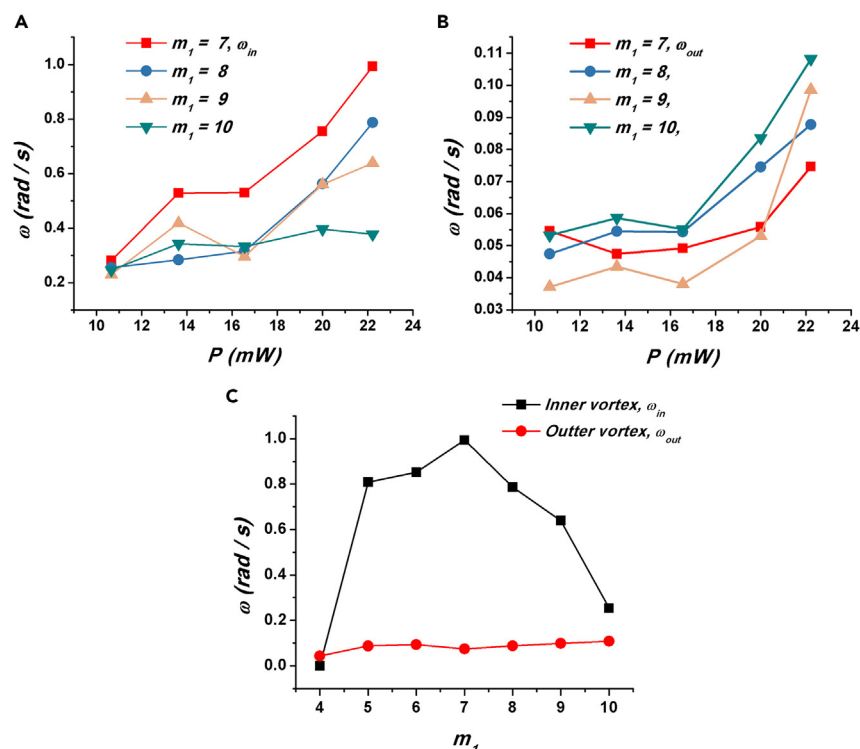 A
m₁ = 7, ω_in
m₁ = 8
m₁ = 9
m₁ = 10
1.0
0.8
0.6
0.4
0.2
ω (rad / s)
10 12 14 16 18 20 22 24
P (mW)
B
m₁ = 7, ω_out
m₁ = 8,
m₁ = 9,
m₁ = 10,
0.11
0.10
0.09
0.08
0.07
0.06
0.05
0.04
0.03
ω (rad / s)
10 12 14 16 18 20 22 24
P (mW)
C
Inner vortex, ω_in
Outter vortex, ω_out
1.0
0.8
0.6
0.4
0.2
0.0
ω (rad / s)
4 5 6 7 8 9 10
m₁